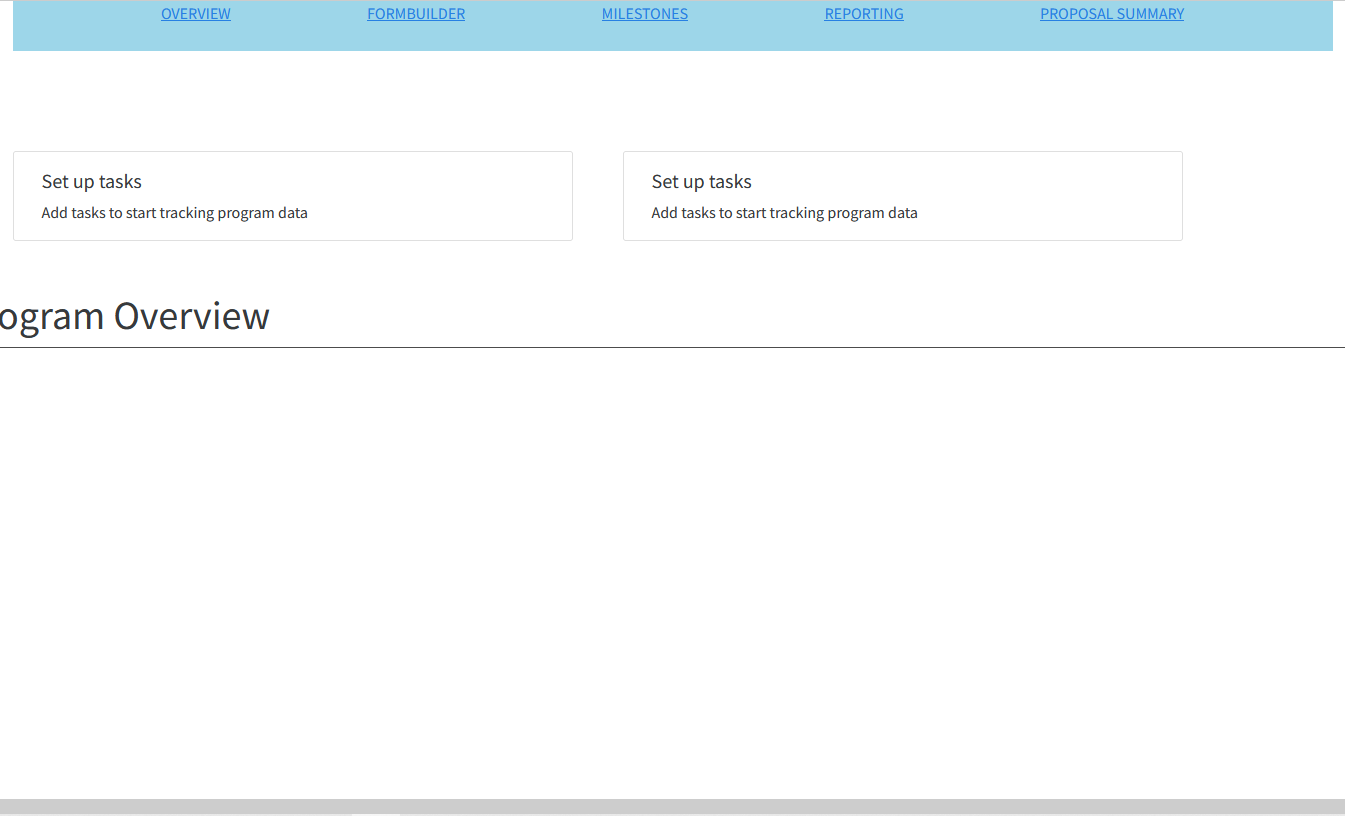 OVERVIEW FORMBUILDER MILESTONES REPORTING PROPOSAL SUMMARY
Set up tasks
Add tasks to start tracking program data
Set up tasks
Add tasks to start tracking program data
ogram Overview